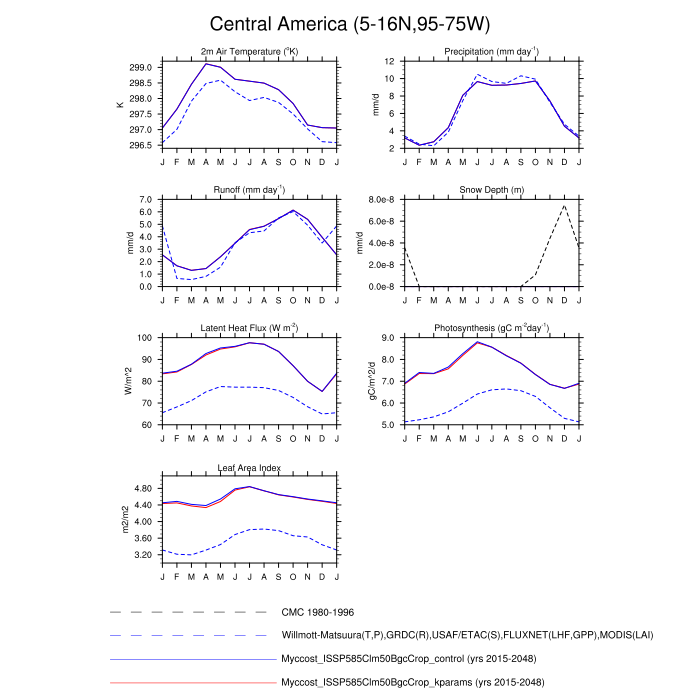 Central America (5-16N,95-75W)
2m Air Temperature (°K)
299.0
298.5
298.0
297.5
297.0
296.5
K
J F M A M J J A S O N D J
Precipitation (mm day⁻¹)
12
10
8
6
4
2
mm/d
J F M A M J J A S O N D J
Runoff (mm day⁻¹)
7.0
6.0
5.0
4.0
3.0
2.0
1.0
0.0
mm/d
J F M A M J J A S O N D J
Snow Depth (m)
8.0e-8
6.0e-8
4.0e-8
2.0e-8
0.0e-8
mm/d
J F M A M J J A S O N D J
Latent Heat Flux (W m⁻²)
100
90
80
70
60
W/m^2
J F M A M J J A S O N D J
Photosynthesis (gC m⁻²day⁻¹)
9.0
8.0
7.0
6.0
5.0
gC/m^2/d
J F M A M J J A S O N D J
Leaf Area Index
4.80
4.40
4.00
3.60
3.20
m2/m2
J F M A M J J A S O N D J
CMC 1980-1996
Willmott-Matsuura(T,P),GRDC(R),USAF/ETAC(S),FLUXNET(LHF,GPP),MODIS(LAI)
Myccost_ISSP585Clm50BgcCrop_control (yrs 2015-2048)
Myccost_ISSP585Clm50BgcCrop_kparams (yrs 2015-2048)